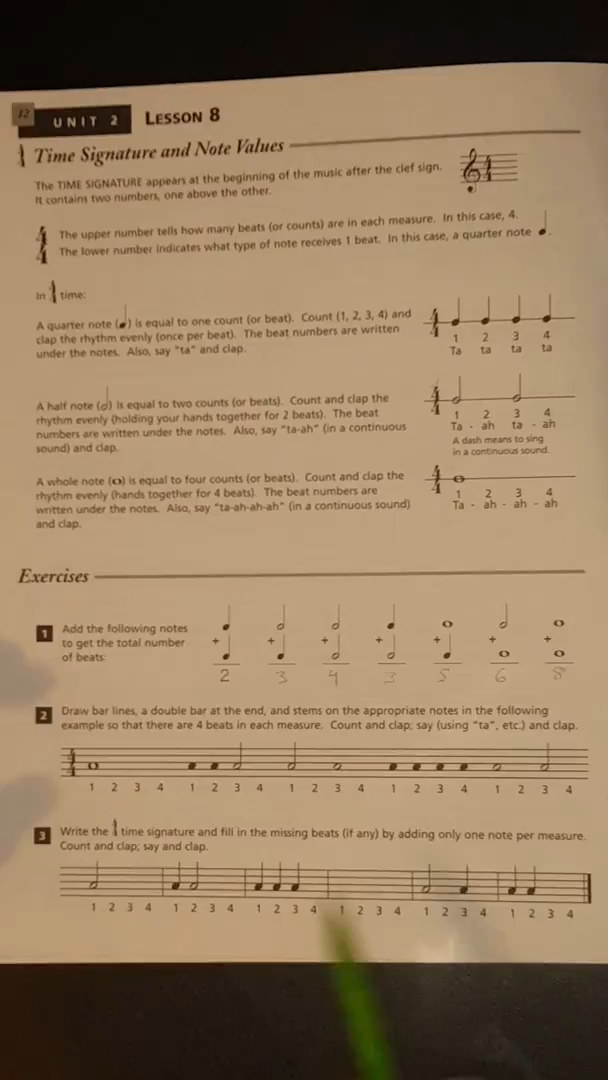 12
UNIT 2 LESSON 8
Time Signature and Note Values
The TIME SIGNATURE appears at the beginning of the music after the clef sign.
It contains two numbers, one above the other.
4
4
The upper number tells how many beats (or counts) are in each measure. In this case, 4.
The lower number indicates what type of note receives 1 beat. In this case, a quarter note ♩.
In 4/4 time:
A quarter note (♩) is equal to one count (or beat). Count (1, 2, 3, 4) and
clap the rhythm evenly (once per beat). The beat numbers are written
under the notes. Also, say "ta" and clap.
1 2 3 4
Ta ta ta ta
A half note (𝅗𝅥) is equal to two counts (or beats). Count and clap the
rhythm evenly (holding your hands together for 2 beats). The beat
numbers are written under the notes. Also, say "ta-ah" (in a continuous
sound) and clap.
1 2 3 4
Ta - ah ta - ah
A dash means to sing
in a continuous sound.
A whole note (𝅝) is equal to four counts (or beats). Count and clap the
rhythm evenly (hands together for 4 beats). The beat numbers are
written under the notes. Also, say "ta-ah-ah-ah" (in a continuous sound)
and clap.
1 2 3 4
Ta - ah - ah - ah
Exercises
1 Add the following notes
to get the total number
of beats:
+ + + + + + +
2 3 4 3 5 6 8
2 Draw bar lines, a double bar at the end, and stems on the appropriate notes in the following
example so that there are 4 beats in each measure. Count and clap; say (using "ta", etc.) and clap.
1 2 3 4 1 2 3 4 1 2 3 4 1 2 3 4 1 2 3 4
3 Write the 4/4 time signature and fill in the missing beats (if any) by adding only one note per measure.
Count and clap; say and clap.
1 2 3 4 1 2 3 4 1 2 3 4 1 2 3 4 1 2 3 4 1 2 3 4